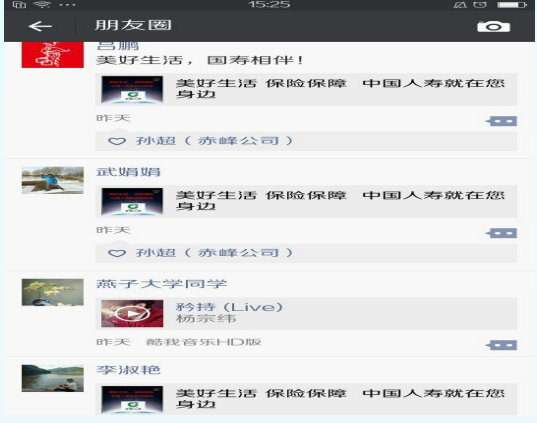 15:25
朋友圈
吕鹏
美好生活，国寿相伴！
美好生活 保险保障 中国人寿就在您
身边
昨天
孙超（赤峰公司）
武娟娟
美好生活 保险保障 中国人寿就在您
身边
昨天
孙超（赤峰公司）
燕子大学同学
矜持 (Live)
杨宗纬
昨天 酷我音乐HD版
李淑艳
美好生活 保险保障 中国人寿就在您
身边